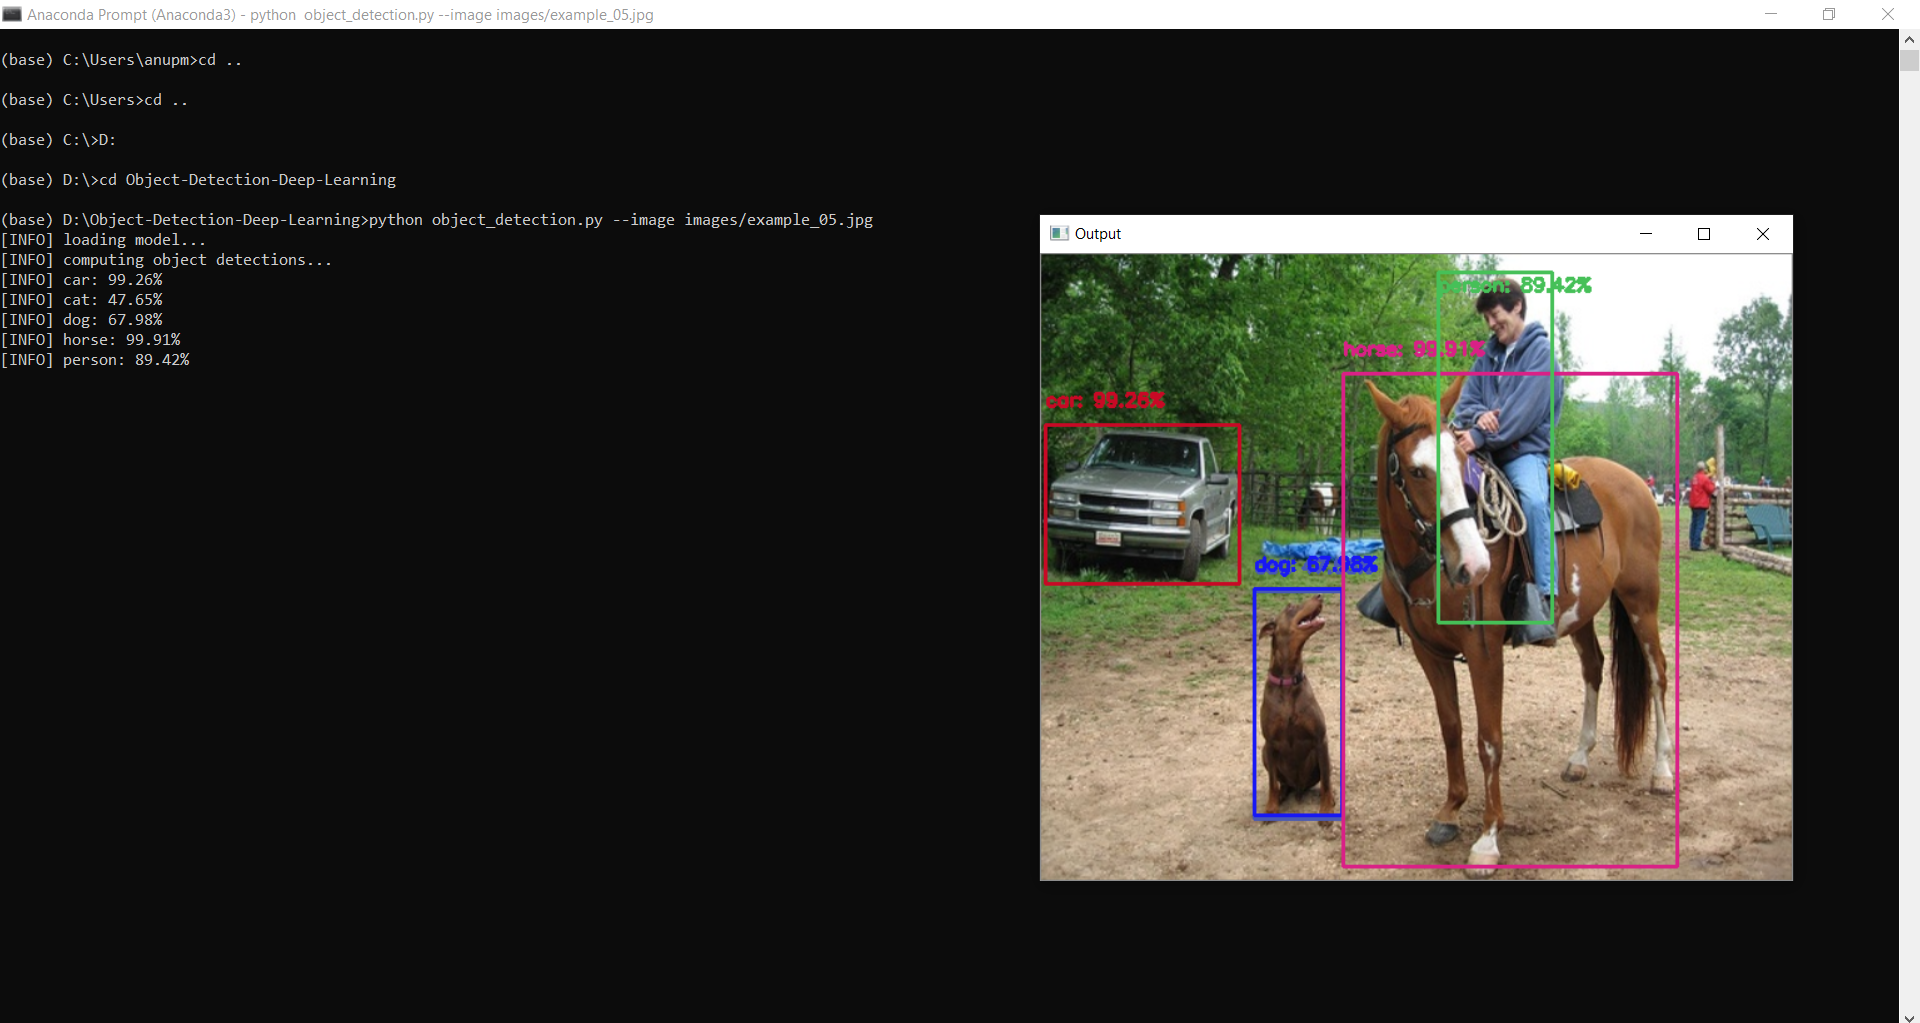 Anaconda Prompt (Anaconda3) - python  object_detection.py --image images/example_05.jpg
(base) C:\Users\anupm>cd ..
(base) C:\Users>cd ..
(base) C:\>D:
(base) D:\>cd Object-Detection-Deep-Learning
(base) D:\Object-Detection-Deep-Learning>python object_detection.py --image images/example_05.jpg
[INFO] loading model...
[INFO] computing object detections...
[INFO] car: 99.26%
[INFO] cat: 47.65%
[INFO] dog: 67.98%
[INFO] horse: 99.91%
[INFO] person: 89.42%
Output
person: 89.42%
horse: 99.91%
car: 99.26%
dog: 67.98%